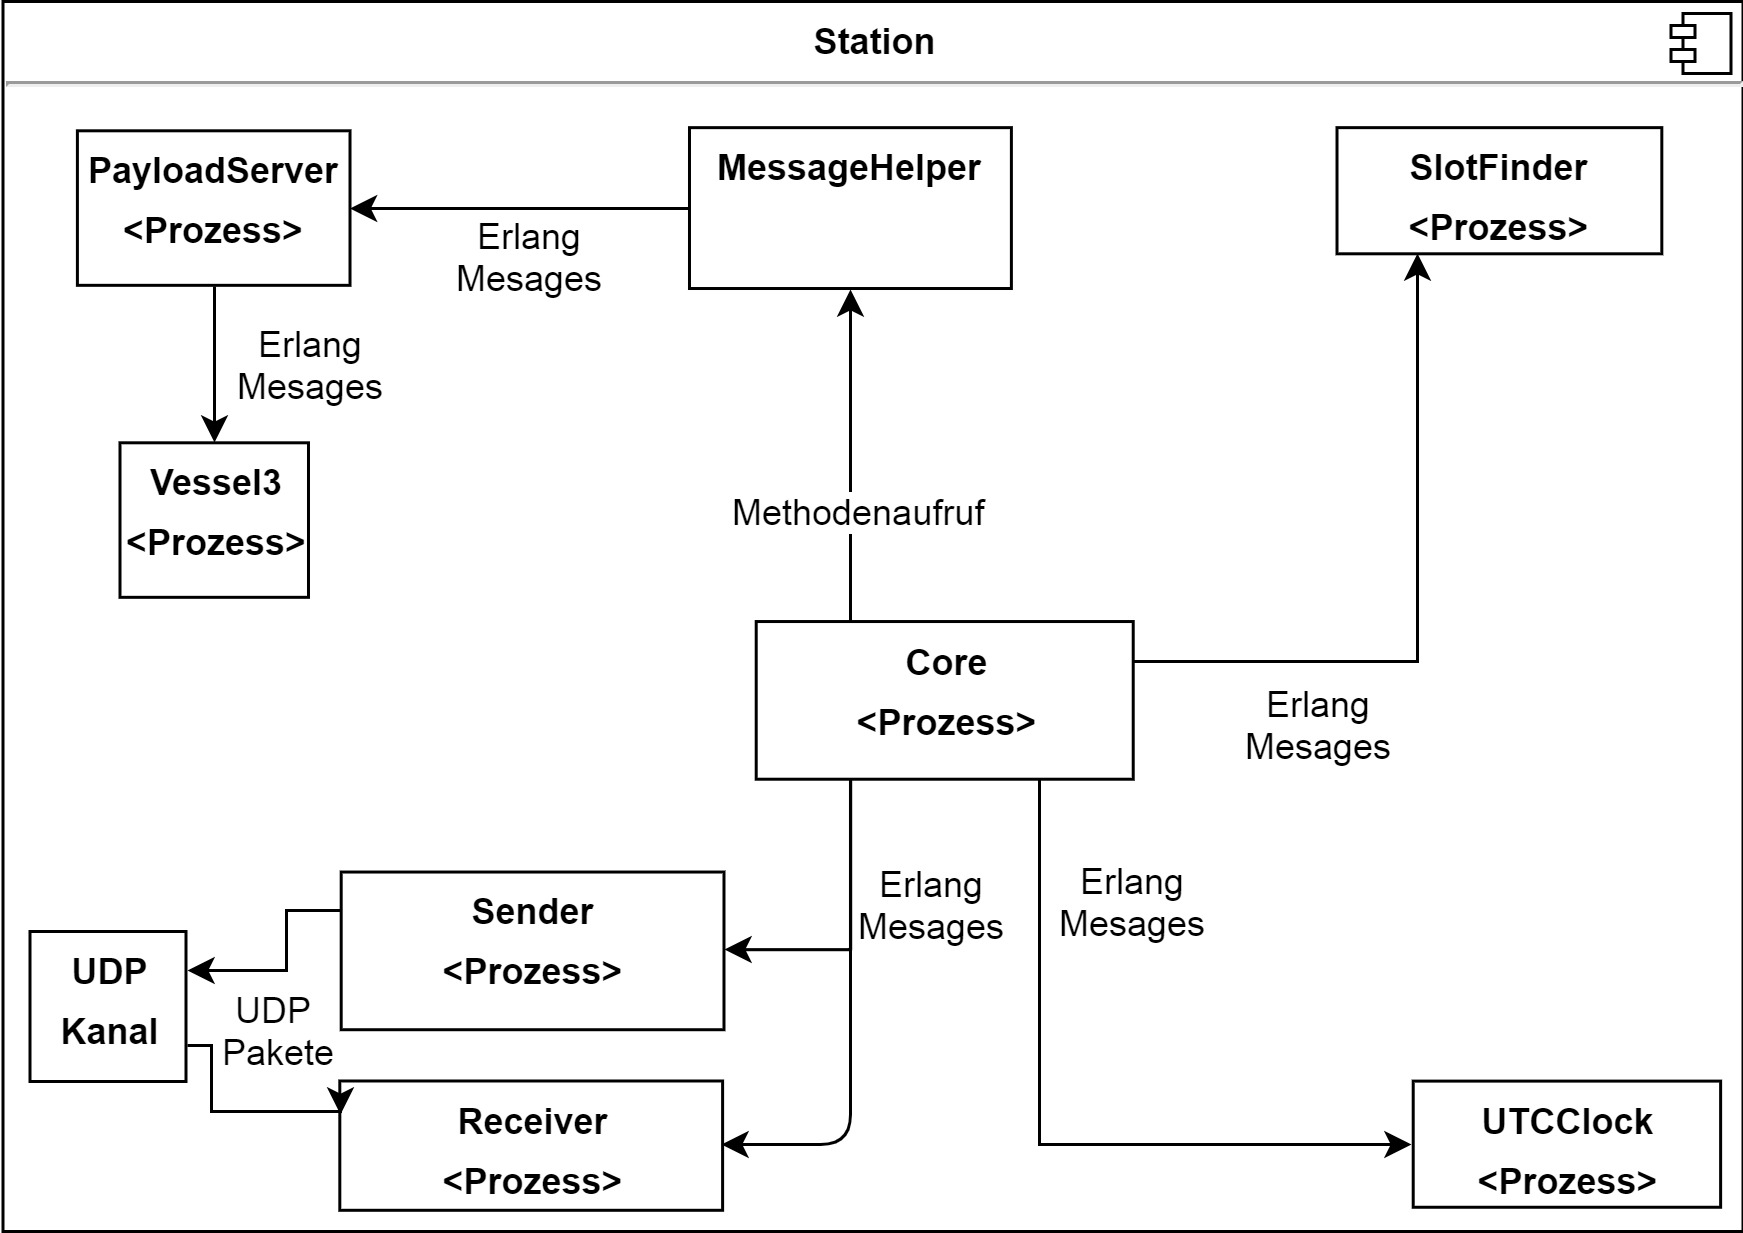 Station
PayloadServer
<Prozess>
MessageHelper
SlotFinder
<Prozess>
Erlang
Mesages
Erlang
Mesages
Vessel3
<Prozess>
Methodenaufruf
Core
<Prozess>
Erlang
Mesages
Erlang
Mesages
Erlang
Mesages
Sender
<Prozess>
UDP
Kanal
UDP
Pakete
Receiver
<Prozess>
UTCClock
<Prozess>